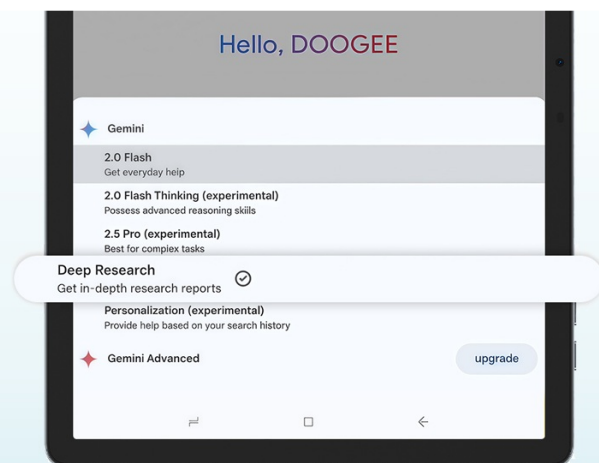 Hello, DOOGEE
Gemini
2.0 Flash
Get everyday help
2.0 Flash Thinking (experimental)
Possess advanced reasoning skiils
2.5 Pro (experimental)
Best for complex tasks
Deep Research
Get in-depth research reports
Personalization (experimental)
Provide help based on your search history
Gemini Advanced
upgrade